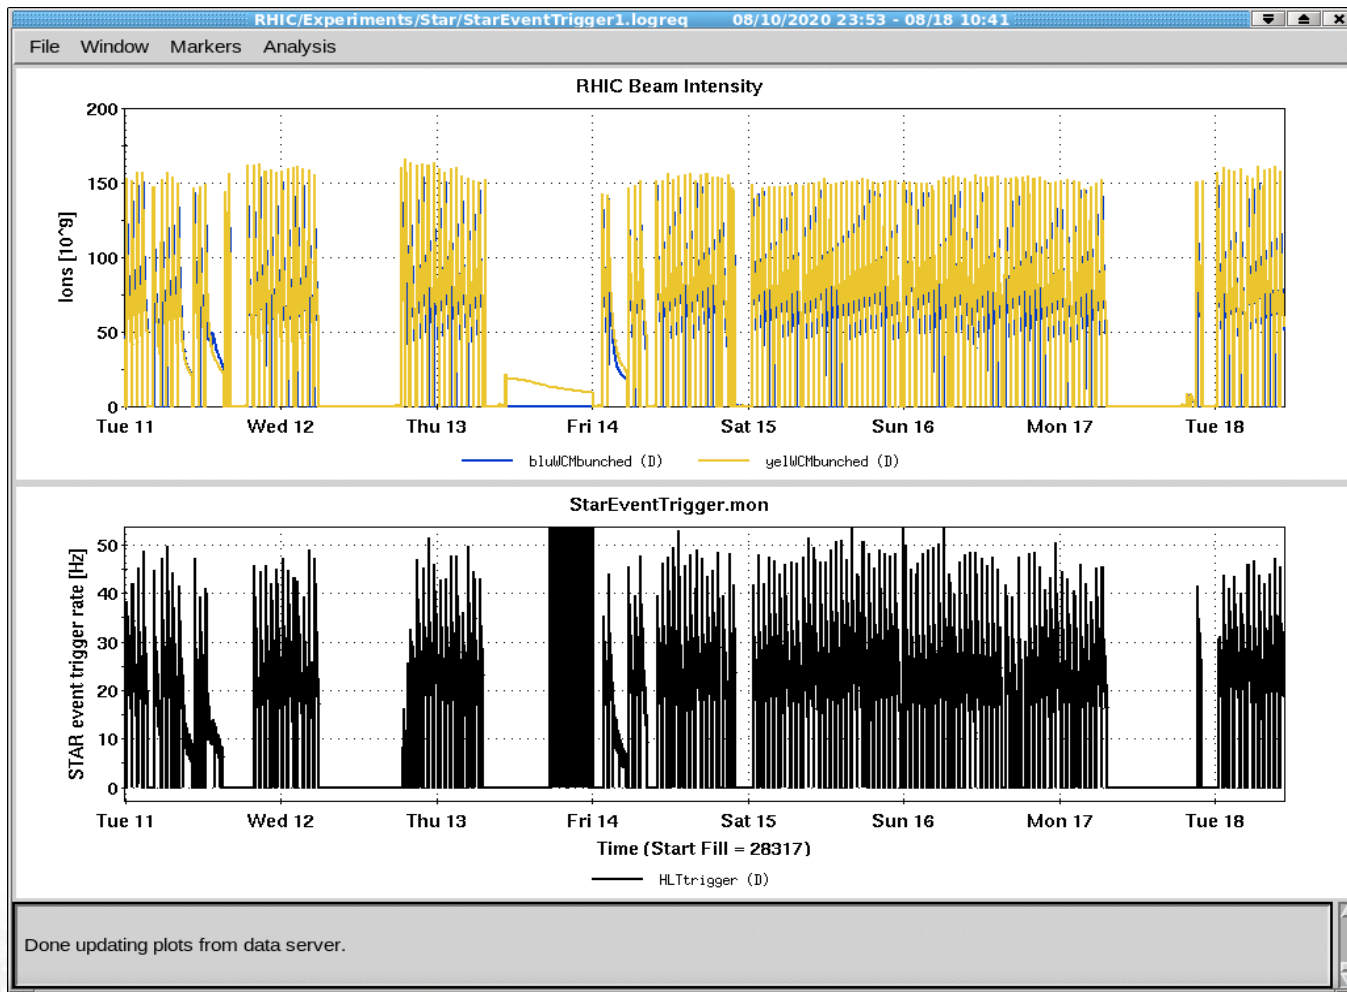 RHIC/Experiments/Star/StarEventTrigger1.logreq 08/10/2020 23:53 - 08/18 10:41
File Window Markers Analysis
RHIC Beam Intensity
Ions [10^9]
200
150
100
50
0
Tue 11 Wed 12 Thu 13 Fri 14 Sat 15 Sun 16 Mon 17 Tue 18
bluWCMbunched (D) yelWCMbunched (D)
StarEventTrigger.mon
STAR event trigger rate [Hz]
50
40
30
20
10
0
Tue 11 Wed 12 Thu 13 Fri 14 Sat 15 Sun 16 Mon 17 Tue 18
Time (Start Fill = 28317)
HLTtrigger (D)
Done updating plots from data server.